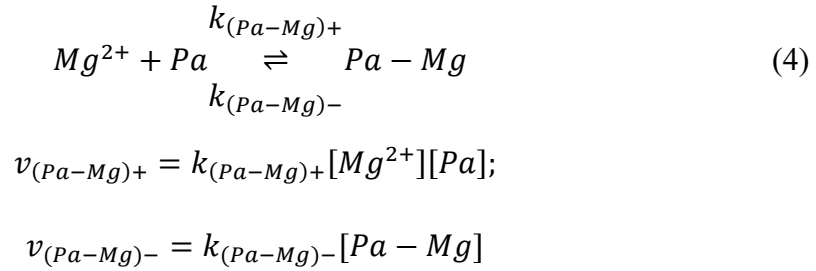 k₍Pa−Mg₎+
Mg²⁺ + Pa ⇌ Pa − Mg (4)
k₍Pa−Mg₎−
v₍Pa−Mg₎+ = k₍Pa−Mg₎+[Mg²⁺][Pa];
v₍Pa−Mg₎− = k₍Pa−Mg₎−[Pa − Mg]